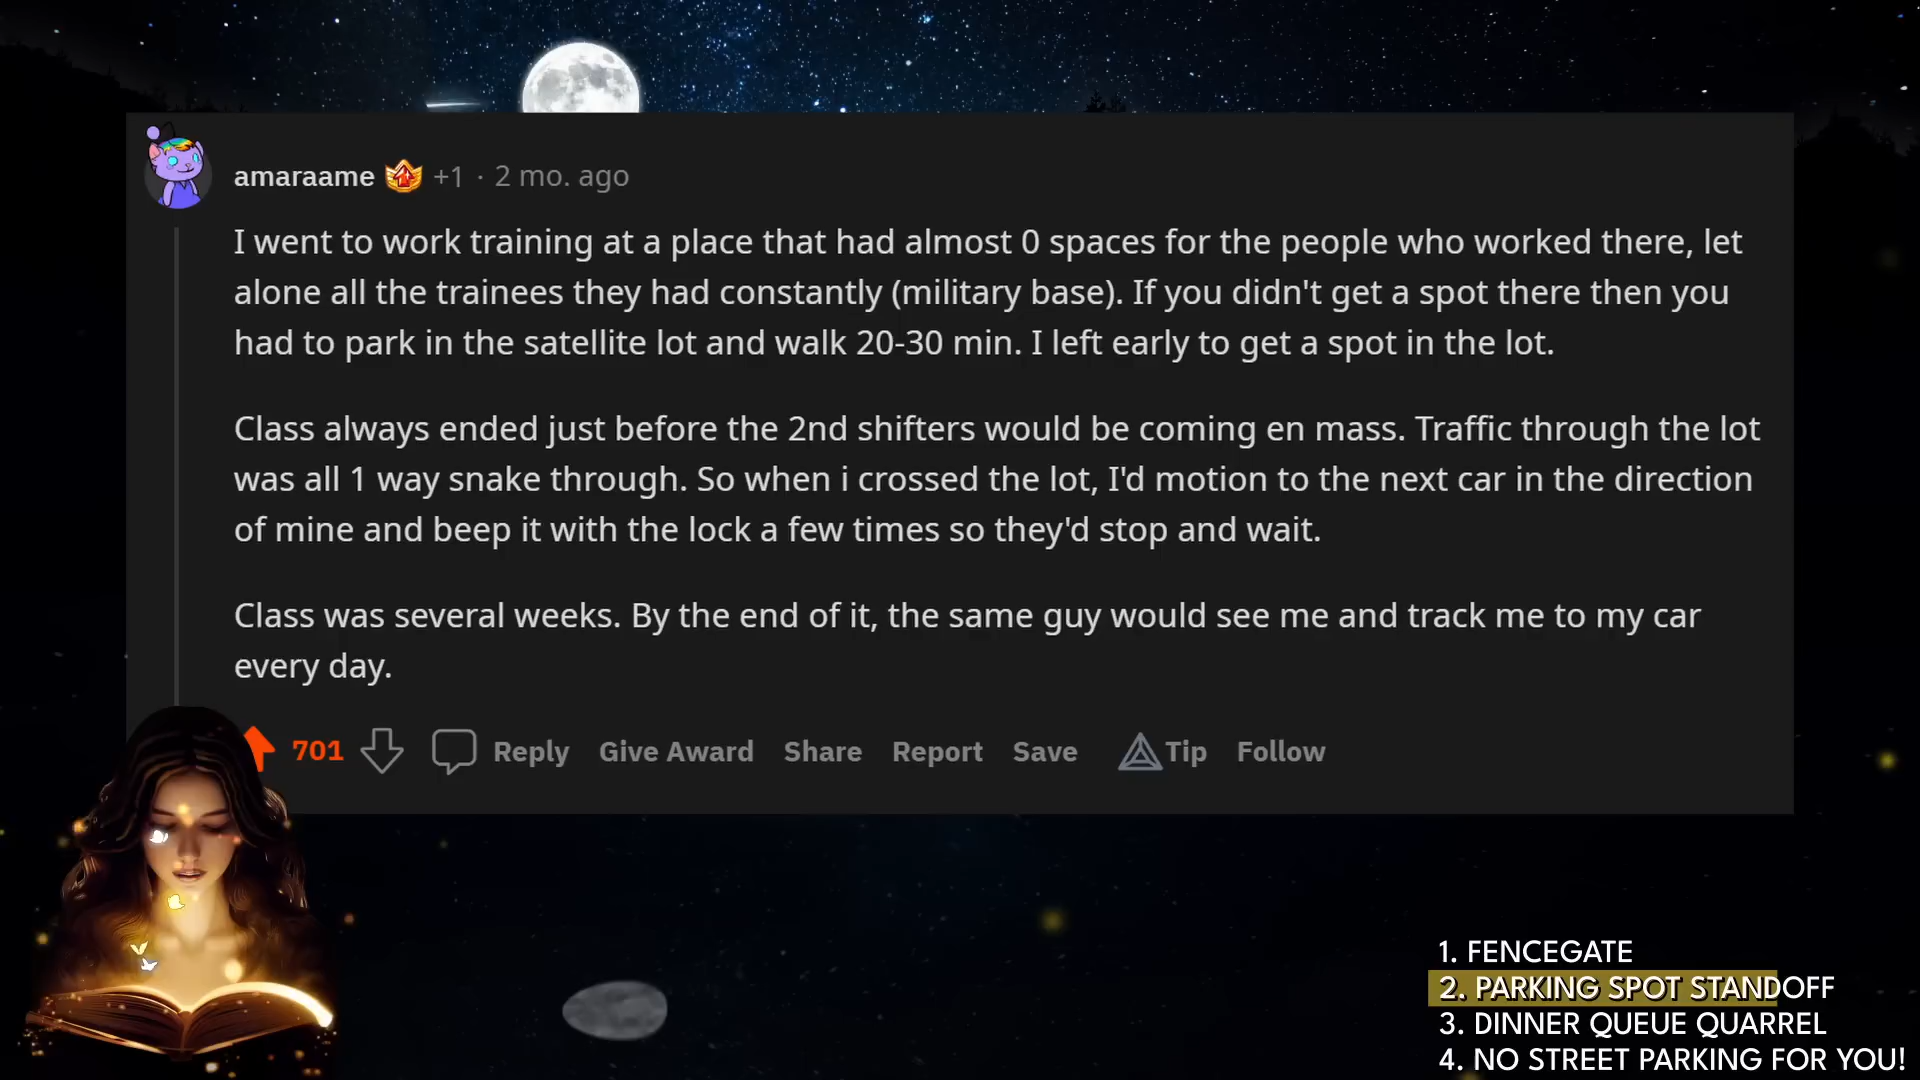 amaraame +1 · 2 mo. ago
I went to work training at a place that had almost 0 spaces for the people who worked there, let
alone all the trainees they had constantly (military base). If you didn't get a spot there then you
had to park in the satellite lot and walk 20-30 min. I left early to get a spot in the lot.
Class always ended just before the 2nd shifters would be coming en mass. Traffic through the lot
was all 1 way snake through. So when i crossed the lot, I'd motion to the next car in the direction
of mine and beep it with the lock a few times so they'd stop and wait.
Class was several weeks. By the end of it, the same guy would see me and track me to my car
every day.
701 Reply Give Award Share Report Save Tip Follow
1. FENCEGATE
2. PARKING SPOT STANDOFF
3. DINNER QUEUE QUARREL
4. NO STREET PARKING FOR YOU!